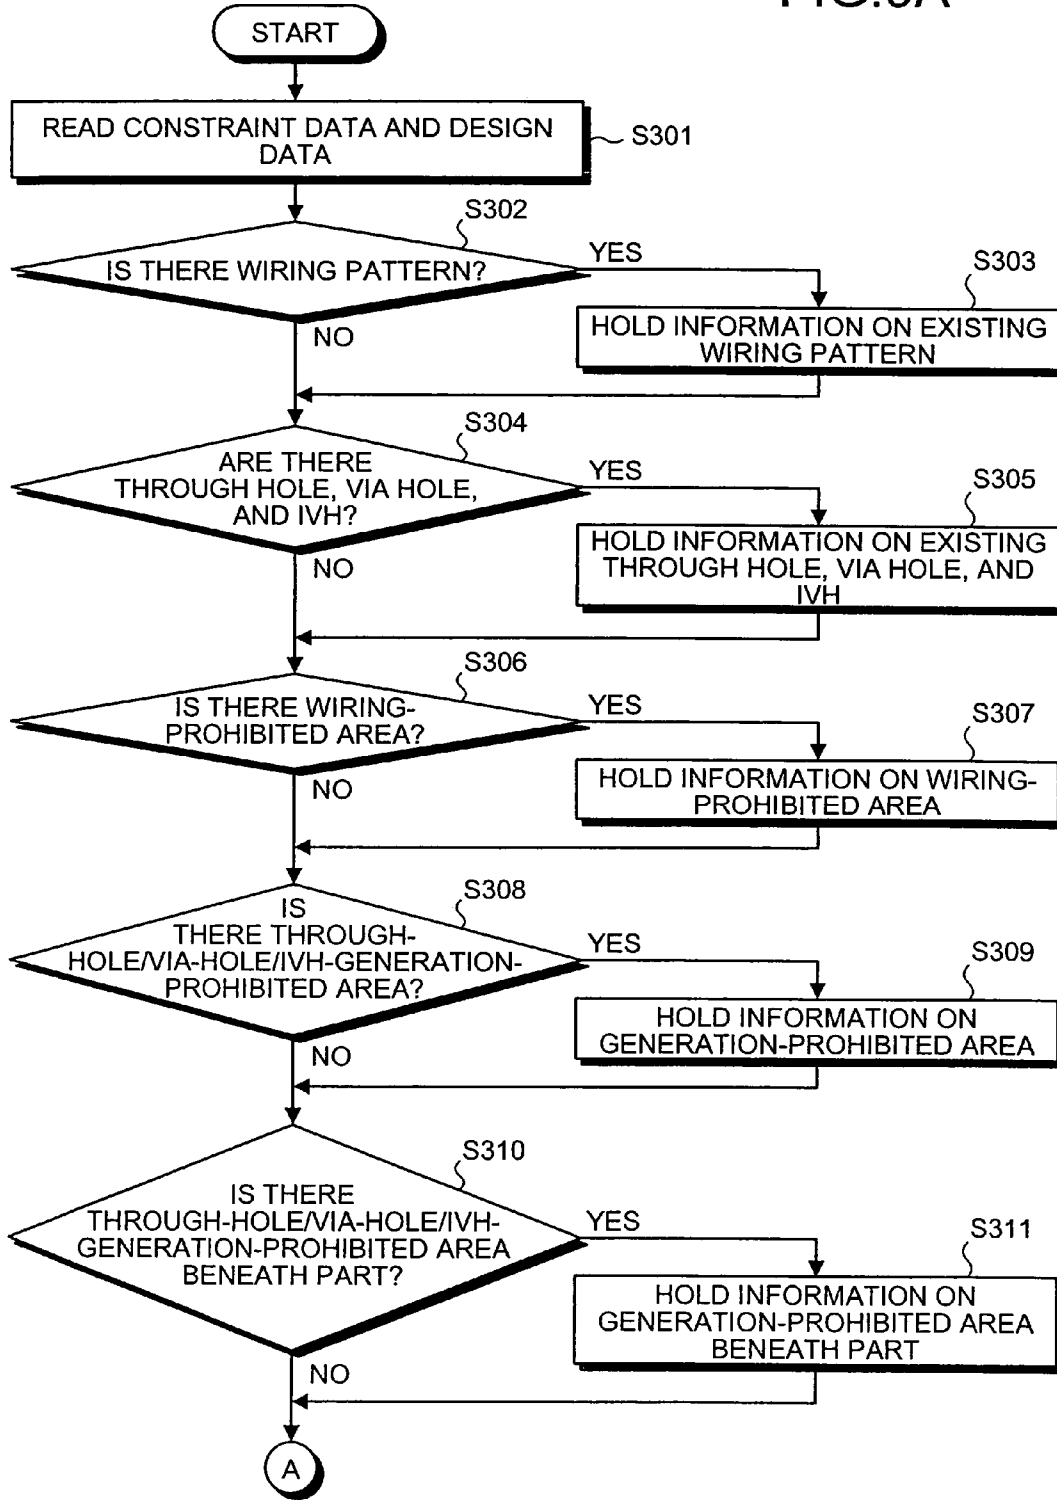 START
READ CONSTRAINT DATA AND DESIGN
DATA
S301
S302
IS THERE WIRING PATTERN?
YES
NO
S303
HOLD INFORMATION ON EXISTING
WIRING PATTERN
S304
ARE THERE
THROUGH HOLE, VIA HOLE,
AND IVH?
YES
NO
S305
HOLD INFORMATION ON EXISTING
THROUGH HOLE, VIA HOLE, AND
IVH
S306
IS THERE WIRING-
PROHIBITED AREA?
YES
NO
S307
HOLD INFORMATION ON WIRING-
PROHIBITED AREA
S308
IS
THERE THROUGH-
HOLE/VIA-HOLE/IVH-GENERATION-
PROHIBITED AREA?
YES
NO
S309
HOLD INFORMATION ON
GENERATION-PROHIBITED AREA
S310
IS THERE
THROUGH-HOLE/VIA-HOLE/IVH-
GENERATION-PROHIBITED AREA
BENEATH PART?
YES
NO
S311
HOLD INFORMATION ON
GENERATION-PROHIBITED AREA
BENEATH PART
A